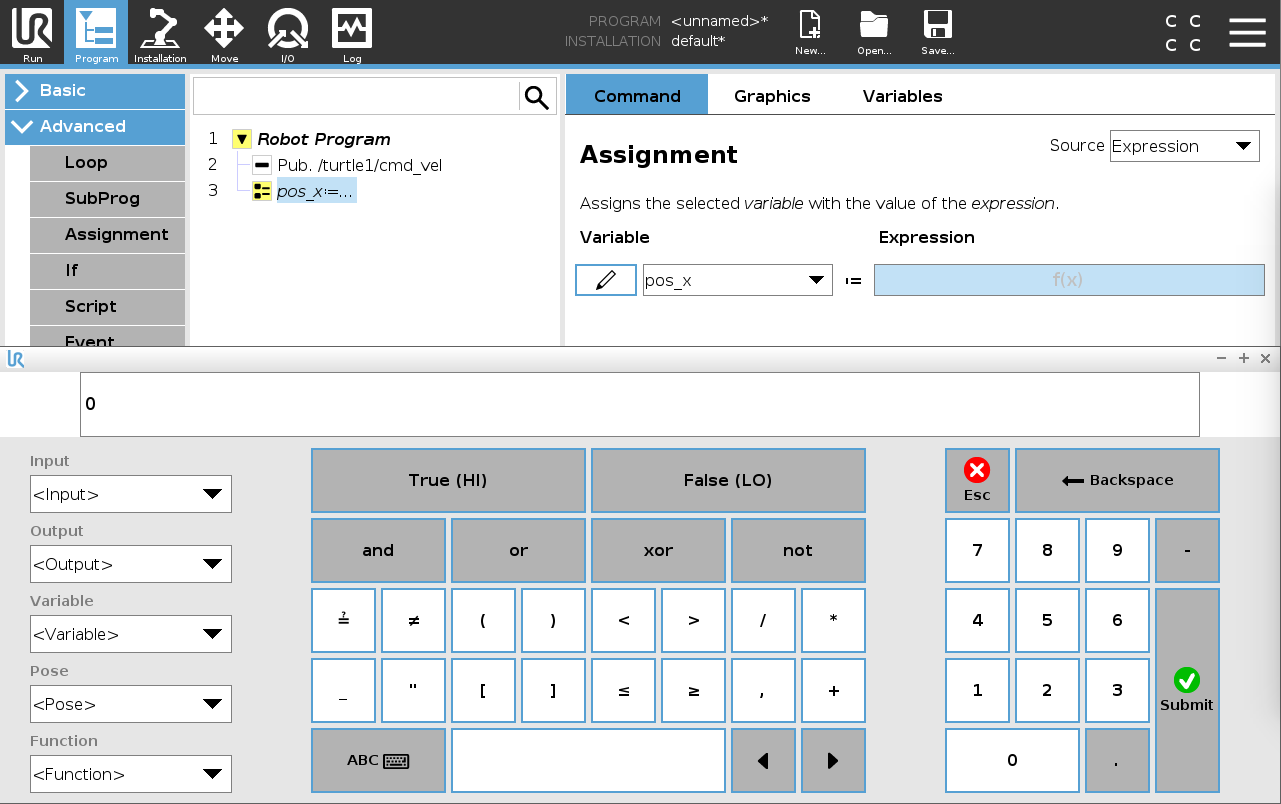 UR
Run
Program
Installation
Move
I/O
Log
PROGRAM <unnamed>*
INSTALLATION default*
New...
Open...
Save...
C C
C C
Basic
Advanced
Loop
SubProg
Assignment
If
Script
Event
1 Robot Program
2 Pub. /turtle1/cmd_vel
3 pos_x:=...
Command
Graphics
Variables
Assignment
Source Expression
Assigns the selected variable with the value of the expression.
Variable
Expression
pos_x
:=
f(x)
UR
0
Input
<Input>
Output
<Output>
Variable
<Variable>
Pose
<Pose>
Function
<Function>
True (HI)
False (LO)
and
or
xor
not
≟ ≠ ( ) < > / *
_ " [ ] ≤ ≥ , +
ABC
Esc
Backspace
7 8 9 -
4 5 6
1 2 3
Submit
0 .